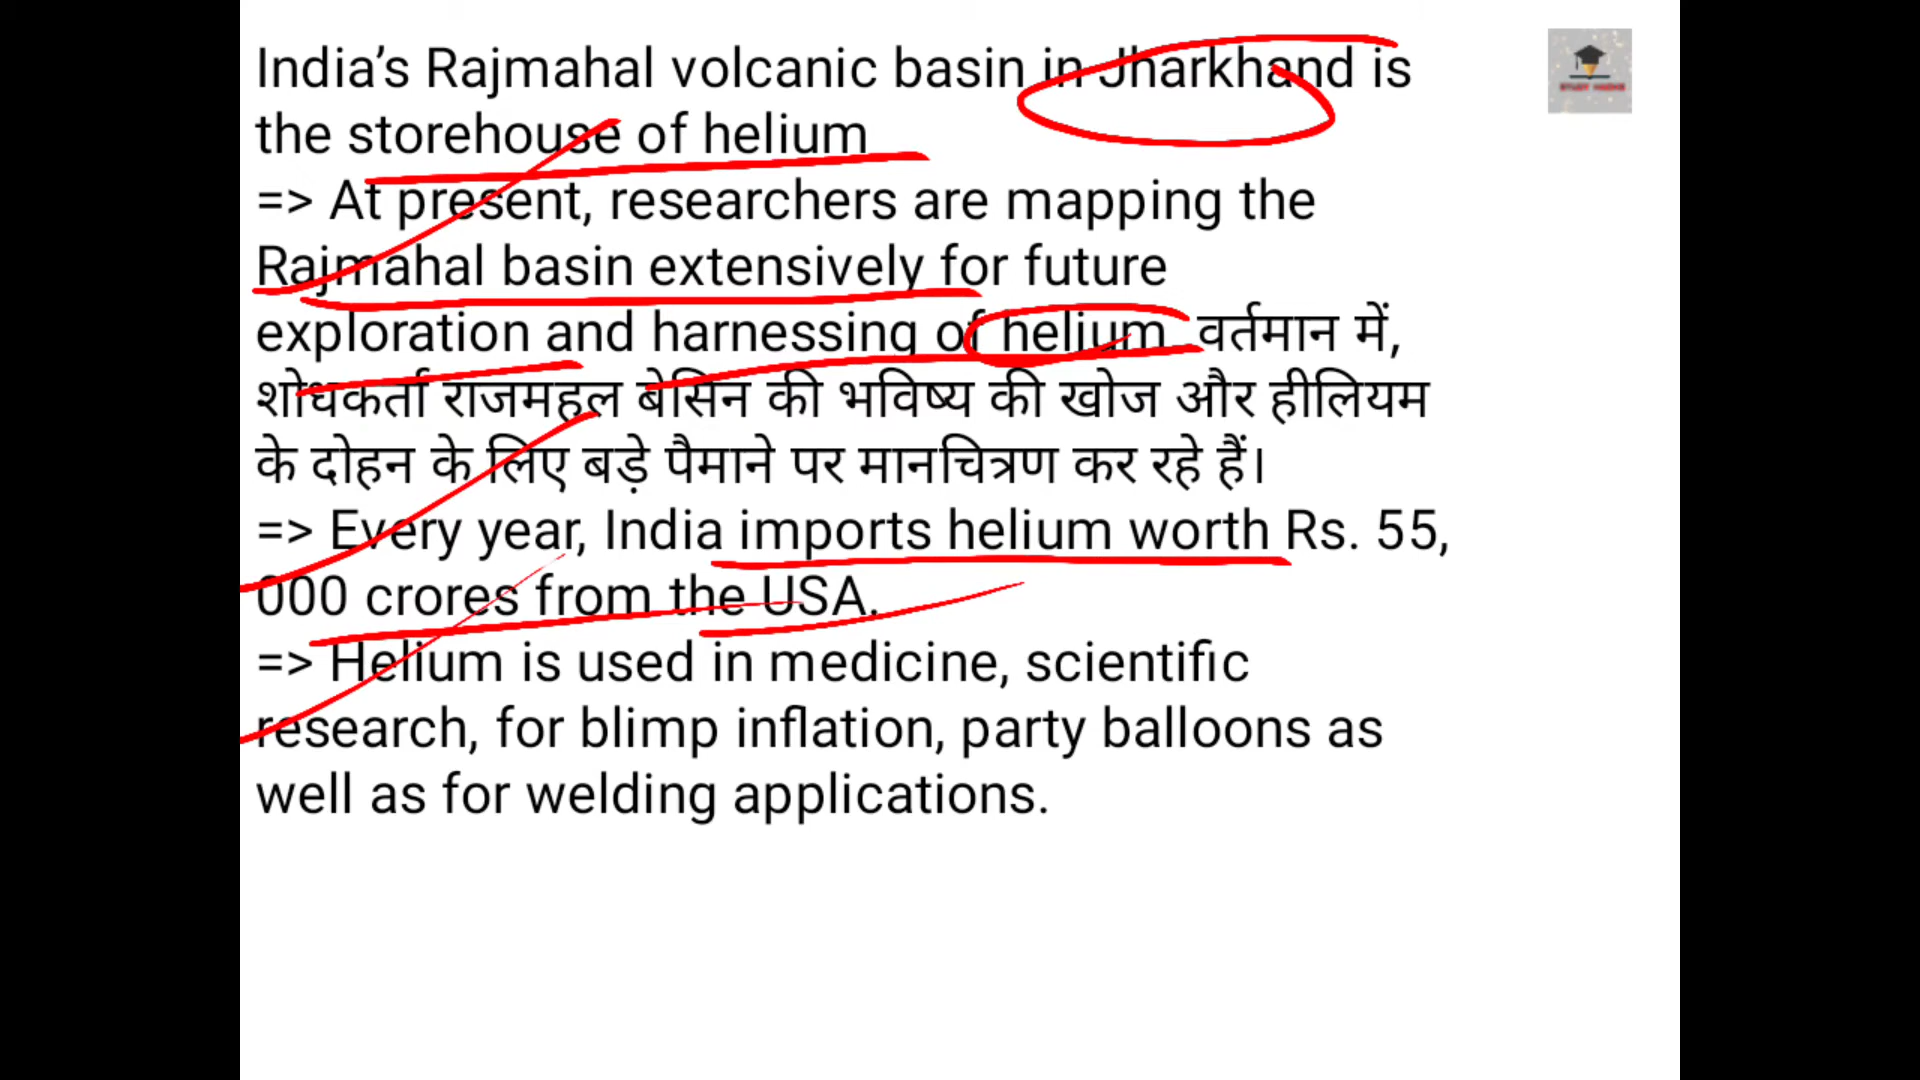 India’s Rajmahal volcanic basin in Jharkhand is
the storehouse of helium
=> At present, researchers are mapping the
Rajmahal basin extensively for future
exploration and harnessing of helium. वर्तमान में,
शोधकर्ता राजमहल बेसिन की भविष्य की खोज और हीलियम
के दोहन के लिए बड़े पैमाने पर मानचित्रण कर रहे हैं।
=> Every year, India imports helium worth Rs. 55,
000 crores from the USA.
=> Helium is used in medicine, scientific
research, for blimp inflation, party balloons as
well as for welding applications.